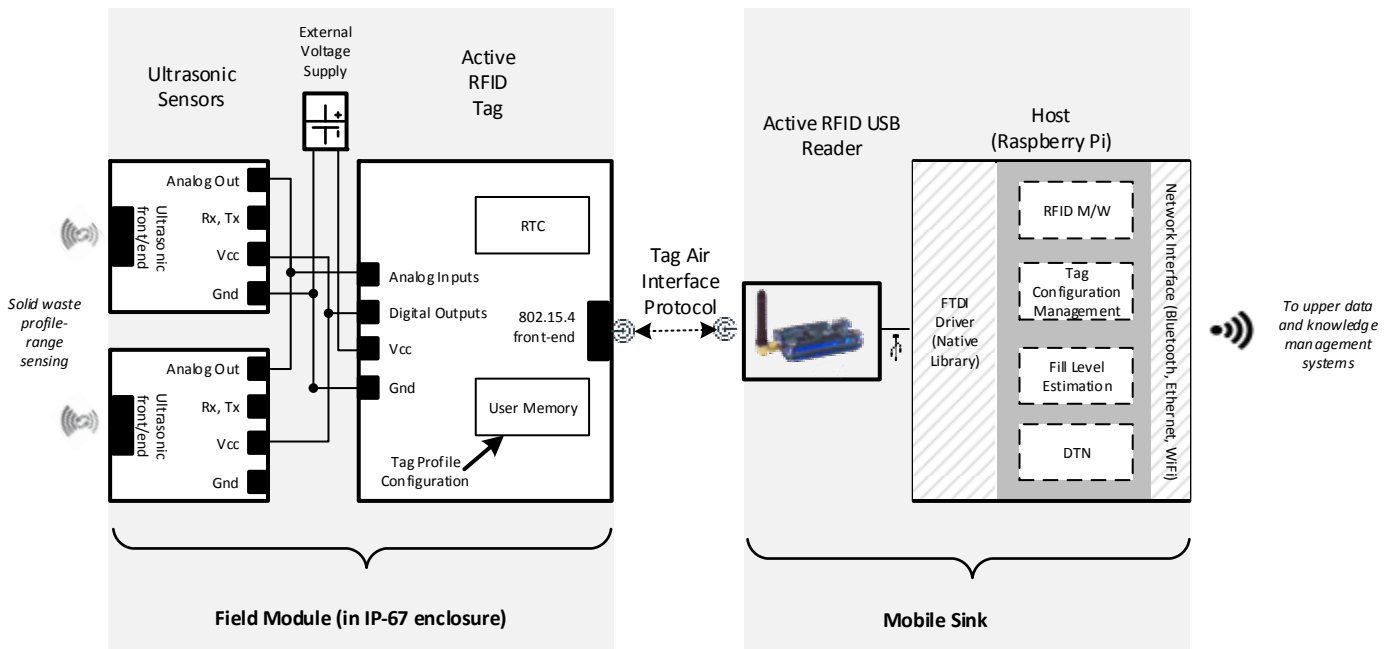 External
Voltage
Supply
Ultrasonic
Sensors
Active
RFID
Tag
Analog Out
Rx, Tx
Vcc
Gnd
Ultrasonic
front/end
Analog Out
Rx, Tx
Vcc
Gnd
Ultrasonic
front/end
Solid waste
profile-
range
sensing
+
-
RTC
Analog Inputs
Digital Outputs
Vcc
Gnd
802.15.4
front-end
User Memory
Tag Profile
Configuration
Tag Air
Interface
Protocol
Active RFID USB
Reader
Host
(Raspberry Pi)
FTDI
Driver
(Native
Library)
RFID M/W
Tag
Configuration
Management
Fill Level
Estimation
DTN
Network Interface (Bluetooth, Ethernet, WiFi)
To upper data
and knowledge
management
systems
Field Module (in IP-67 enclosure)
Mobile Sink